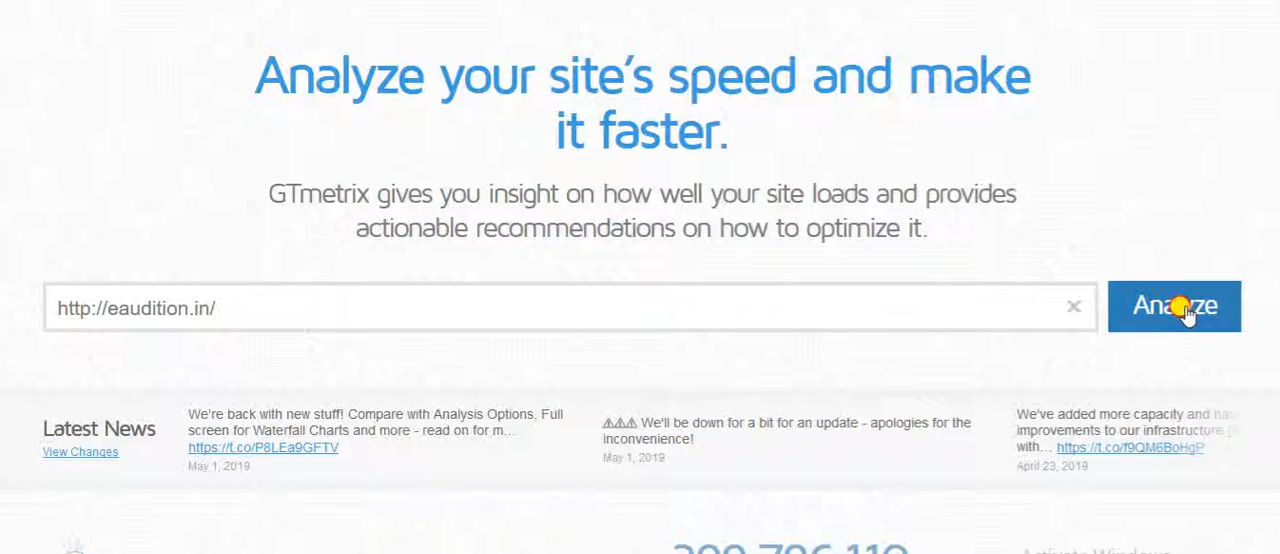 Analyze your site's speed and make
it faster.
GTmetrix gives you insight on how well your site loads and provides
actionable recommendations on how to optimize it.
http://eaudition.in/
Analyze
Latest News
View Changes
We're back with new stuff! Compare with Analysis Options, Full
screen for Waterfall Charts and more - read on for m...
https://t.co/P8LEa9GFTV
May 1, 2019
⚠⚠⚠ We'll be down for a bit for an update - apologies for the
inconvenience!
May 1, 2019
We've added more capacity and
improvements to our infrastructure
with... https://t.co/f9QM6BoHgP
April 23, 2019
Activate Windows